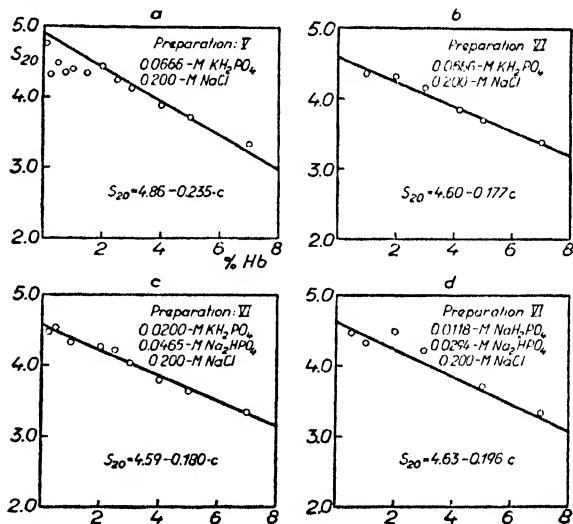 a
Preparation: V
0.0666-M KH2PO4
0.200-M NaCl
S20
5.0
4.0
3.0
2.0
S20=4.86-0.235·c
0
2
4
6
8
% Hb
b
Preparation VI
0.0666-M KH2PO4
0.200-M NaCl
5.0
4.0
3.0
2.0
S20=4.60-0.177c
0
2
4
6
8
c
Preparation: VI
0.0200-M KH2PO4
0.0465-M Na2HPO4
0.200-M NaCl
5.0
4.0
3.0
2.0
S20=4.59-0.180·c
0
2
4
6
8
d
Preparation VI
0.0118-M NaH2PO4
0.0294-M Na2HPO4
0.200-M NaCl
5.0
4.0
3.0
2.0
S20=4.63-0.196 c
0
2
4
6
8